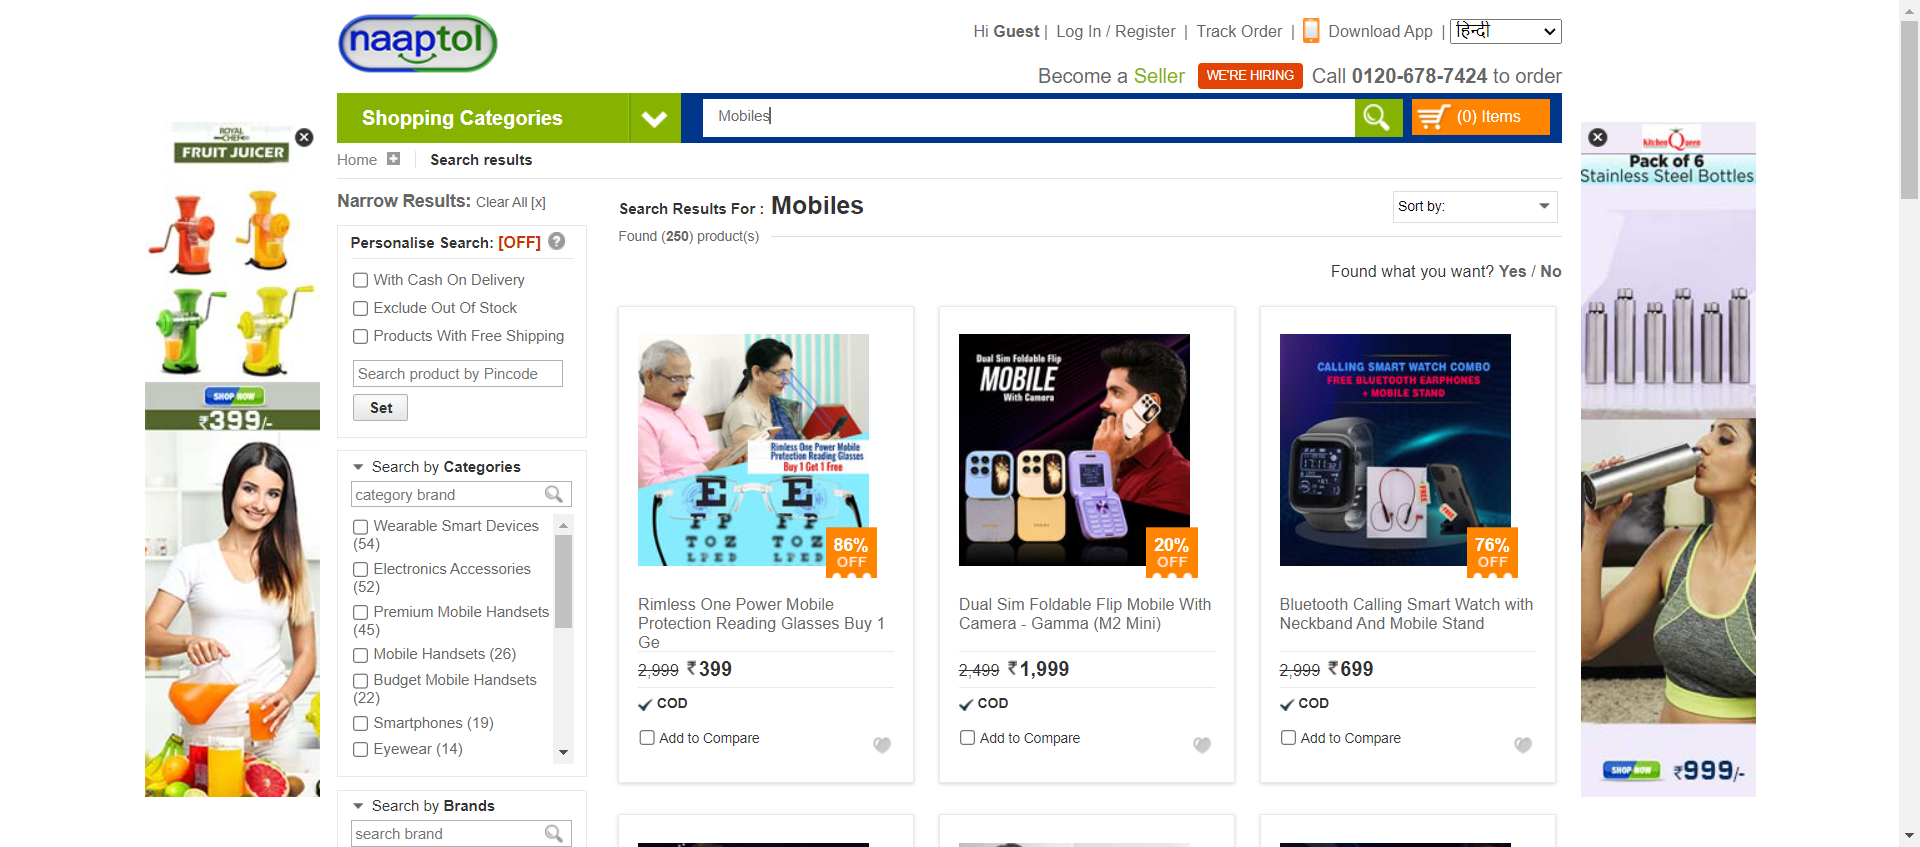 naaptol
Hi Guest | Log In / Register | Track Order | Download App | हिन्दी
Become a Seller WE'RE HIRING Call 0120-678-7424 to order
Shopping Categories
Mobiles
(0) Items
Home
Search results
ROYAL
CHEF
FRUIT JUICER
SHOP NOW
₹399/-
Narrow Results: Clear All [x]
Personalise Search: [OFF] ?
With Cash On Delivery
Exclude Out Of Stock
Products With Free Shipping
Search product by Pincode
Set
Search by Categories
category brand
Wearable Smart Devices
(54)
Electronics Accessories
(52)
Premium Mobile Handsets
(45)
Mobile Handsets (26)
Budget Mobile Handsets
(22)
Smartphones (19)
Eyewear (14)
Search by Brands
search brand
Search Results For : Mobiles
Sort by:
Found (250) product(s)
Found what you want? Yes / No
Rimless One Power Mobile
Protection Reading Glasses
Buy 1 Get 1 Free
E E
F P F P
T O Z T O Z
L P E D L P E D
86%
OFF
Rimless One Power Mobile
Protection Reading Glasses Buy 1
Ge
2,999 ₹399
COD
Add to Compare
Dual Sim Foldable Flip
MOBILE
With Camera
20%
OFF
Dual Sim Foldable Flip Mobile With
Camera - Gamma (M2 Mini)
2,499 ₹1,999
COD
Add to Compare
CALLING SMART WATCH COMBO
FREE BLUETOOTH EARPHONES
+ MOBILE STAND
FREE
FREE
76%
OFF
Bluetooth Calling Smart Watch with
Neckband And Mobile Stand
2,999 ₹699
COD
Add to Compare
Kitchen Queen
Pack of 6
Stainless Steel Bottles
SHOP NOW
₹999/-